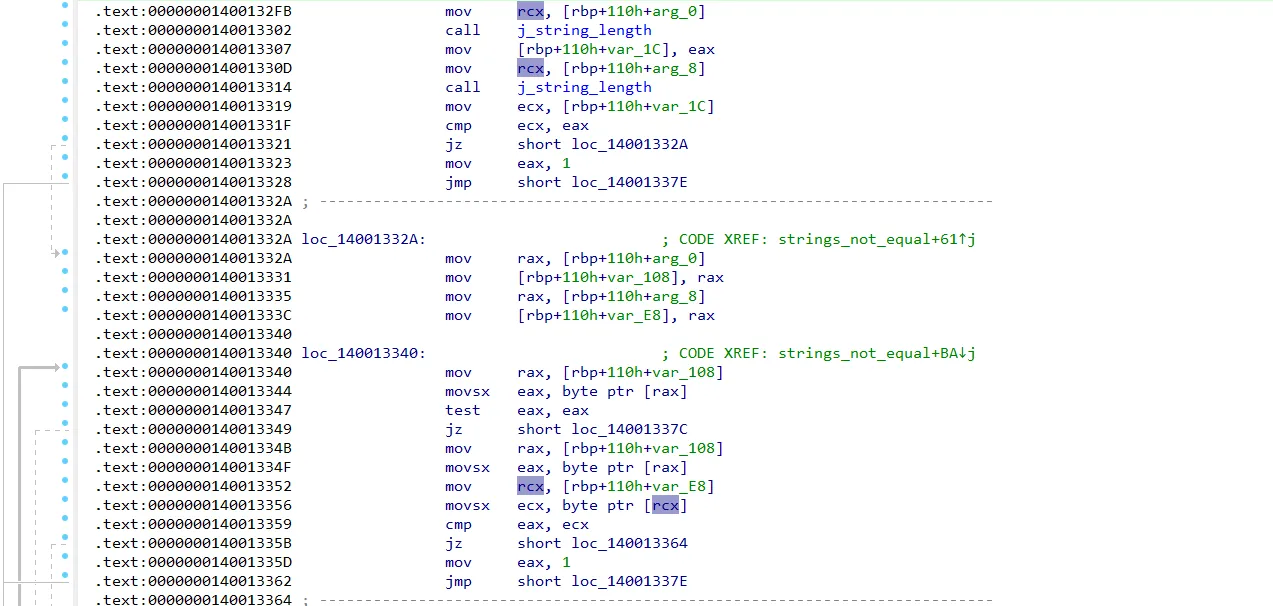 .text:00000001400132FB                 mov     rcx, [rbp+110h+arg_0]
.text:0000000140013302                 call    j_string_length
.text:0000000140013307                 mov     [rbp+110h+var_1C], eax
.text:000000014001330D                 mov     rcx, [rbp+110h+arg_8]
.text:0000000140013314                 call    j_string_length
.text:0000000140013319                 mov     ecx, [rbp+110h+var_1C]
.text:000000014001331F                 cmp     ecx, eax
.text:0000000140013321                 jz      short loc_14001332A
.text:0000000140013323                 mov     eax, 1
.text:0000000140013328                 jmp     short loc_14001337E
.text:000000014001332A ; ---------------------------------------------------------------------------
.text:000000014001332A
.text:000000014001332A loc_14001332A:                          ; CODE XREF: strings_not_equal+61↑j
.text:000000014001332A                 mov     rax, [rbp+110h+arg_0]
.text:0000000140013331                 mov     [rbp+110h+var_108], rax
.text:0000000140013335                 mov     rax, [rbp+110h+arg_8]
.text:000000014001333C                 mov     [rbp+110h+var_E8], rax
.text:0000000140013340
.text:0000000140013340 loc_140013340:                          ; CODE XREF: strings_not_equal+BA↓j
.text:0000000140013340                 mov     rax, [rbp+110h+var_108]
.text:0000000140013344                 movsx   eax, byte ptr [rax]
.text:0000000140013347                 test    eax, eax
.text:0000000140013349                 jz      short loc_14001337C
.text:000000014001334B                 mov     rax, [rbp+110h+var_108]
.text:000000014001334F                 movsx   eax, byte ptr [rax]
.text:0000000140013352                 mov     rcx, [rbp+110h+var_E8]
.text:0000000140013356                 movsx   ecx, byte ptr [rcx]
.text:0000000140013359                 cmp     eax, ecx
.text:000000014001335B                 jz      short loc_140013364
.text:000000014001335D                 mov     eax, 1
.text:0000000140013362                 jmp     short loc_14001337E
.text:0000000140013364 ; ---------------------------------------------------------------------------